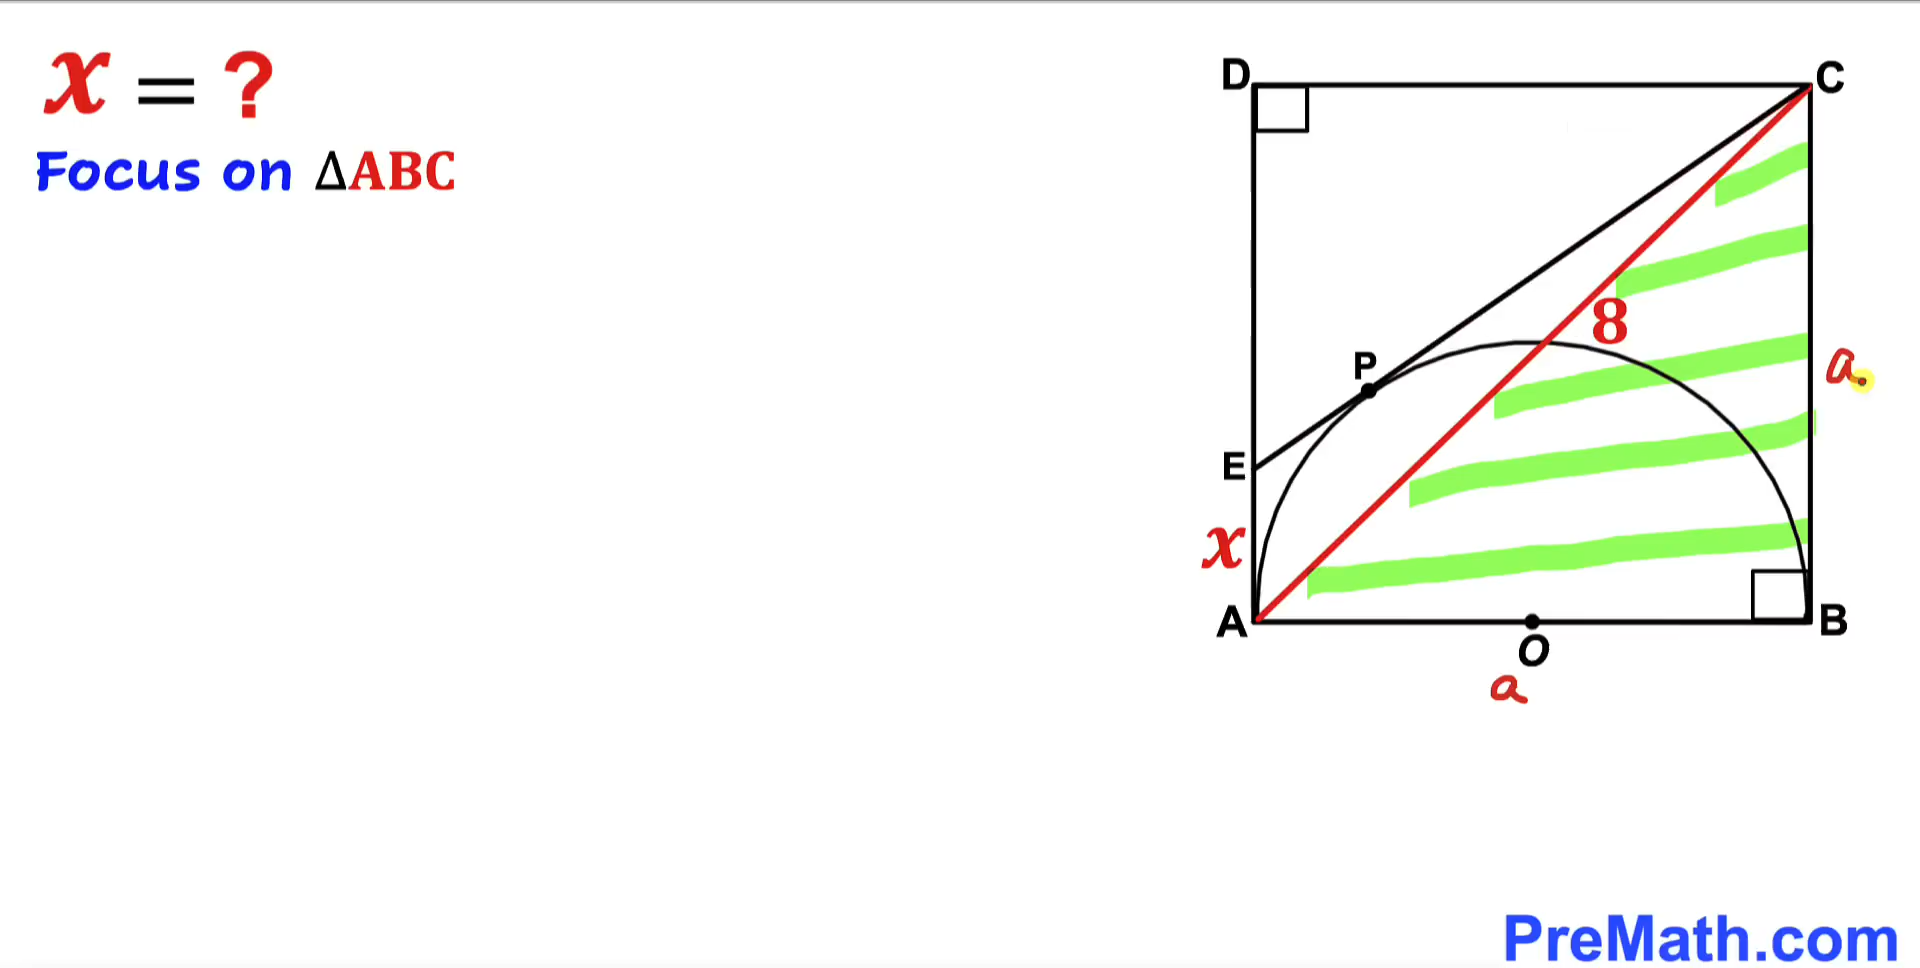 x = ?
Focus on ΔABC
D
C
8
P
a
E
x
A
B
O
a
PreMath.com